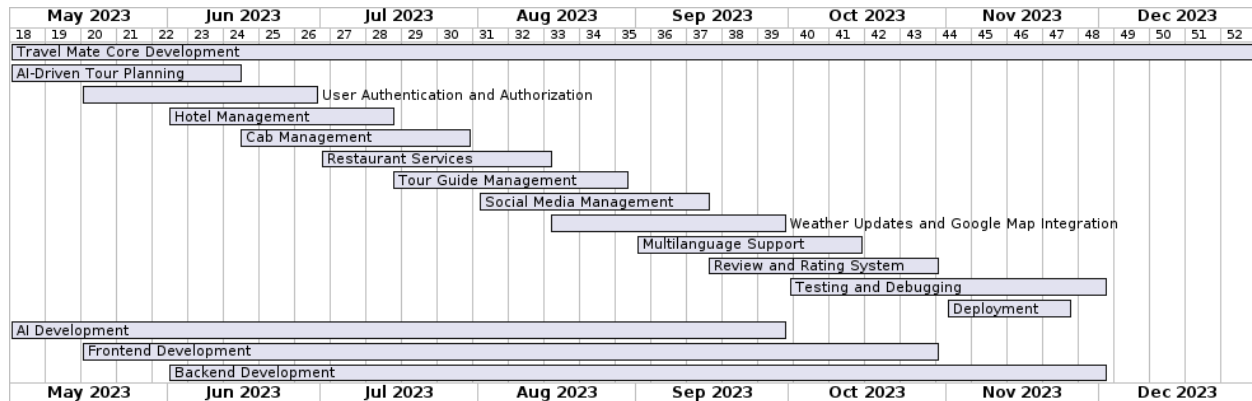 May 2023 Jun 2023 Jul 2023 Aug 2023 Sep 2023 Oct 2023 Nov 2023 Dec 2023
18 19 20 21 22 23 24 25 26 27 28 29 30 31 32 33 34 35 36 37 38 39 40 41 42 43 44 45 46 47 48 49 50 51 52
Travel Mate Core Development
AI-Driven Tour Planning
User Authentication and Authorization
Hotel Management
Cab Management
Restaurant Services
Tour Guide Management
Social Media Management
Weather Updates and Google Map Integration
Multilanguage Support
Review and Rating System
Testing and Debugging
Deployment
AI Development
Frontend Development
Backend Development
May 2023 Jun 2023 Jul 2023 Aug 2023 Sep 2023 Oct 2023 Nov 2023 Dec 2023